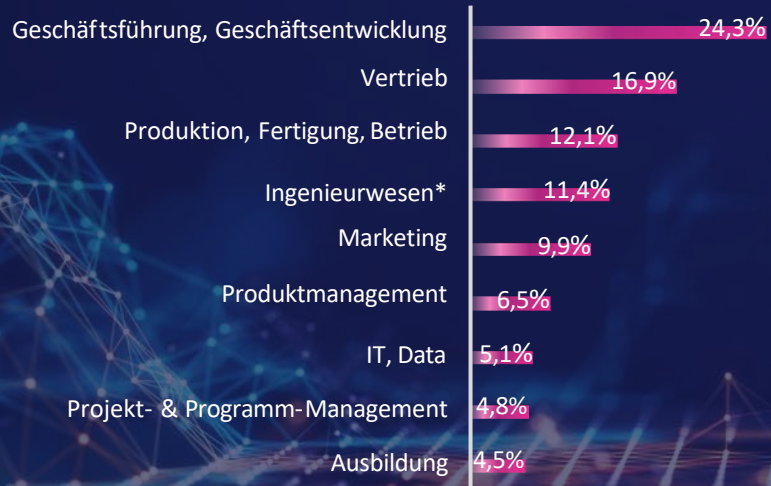 Geschäftsführung, Geschäftsentwicklung 24,3%
Vertrieb 16,9%
Produktion, Fertigung, Betrieb 12,1%
Ingenieurwesen* 11,4%
Marketing 9,9%
Produktmanagement 6,5%
IT, Data 5,1%
Projekt- & Programm-Management 4,8%
Ausbildung 4,5%